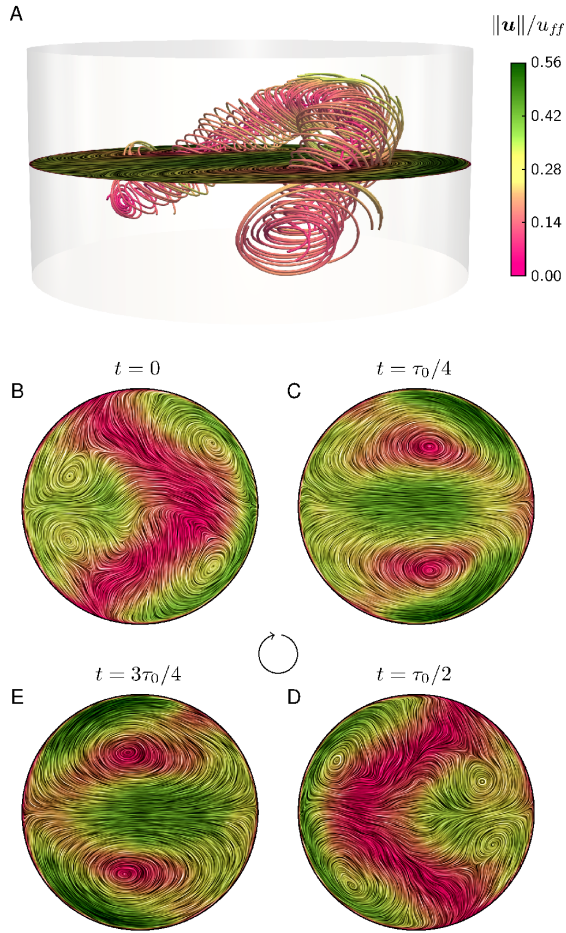 A
‖u‖/u_ff
0.56
0.42
0.28
0.14
0.00
t = 0
t = τ₀/4
B
C
t = 3τ₀/4
t = τ₀/2
E
D